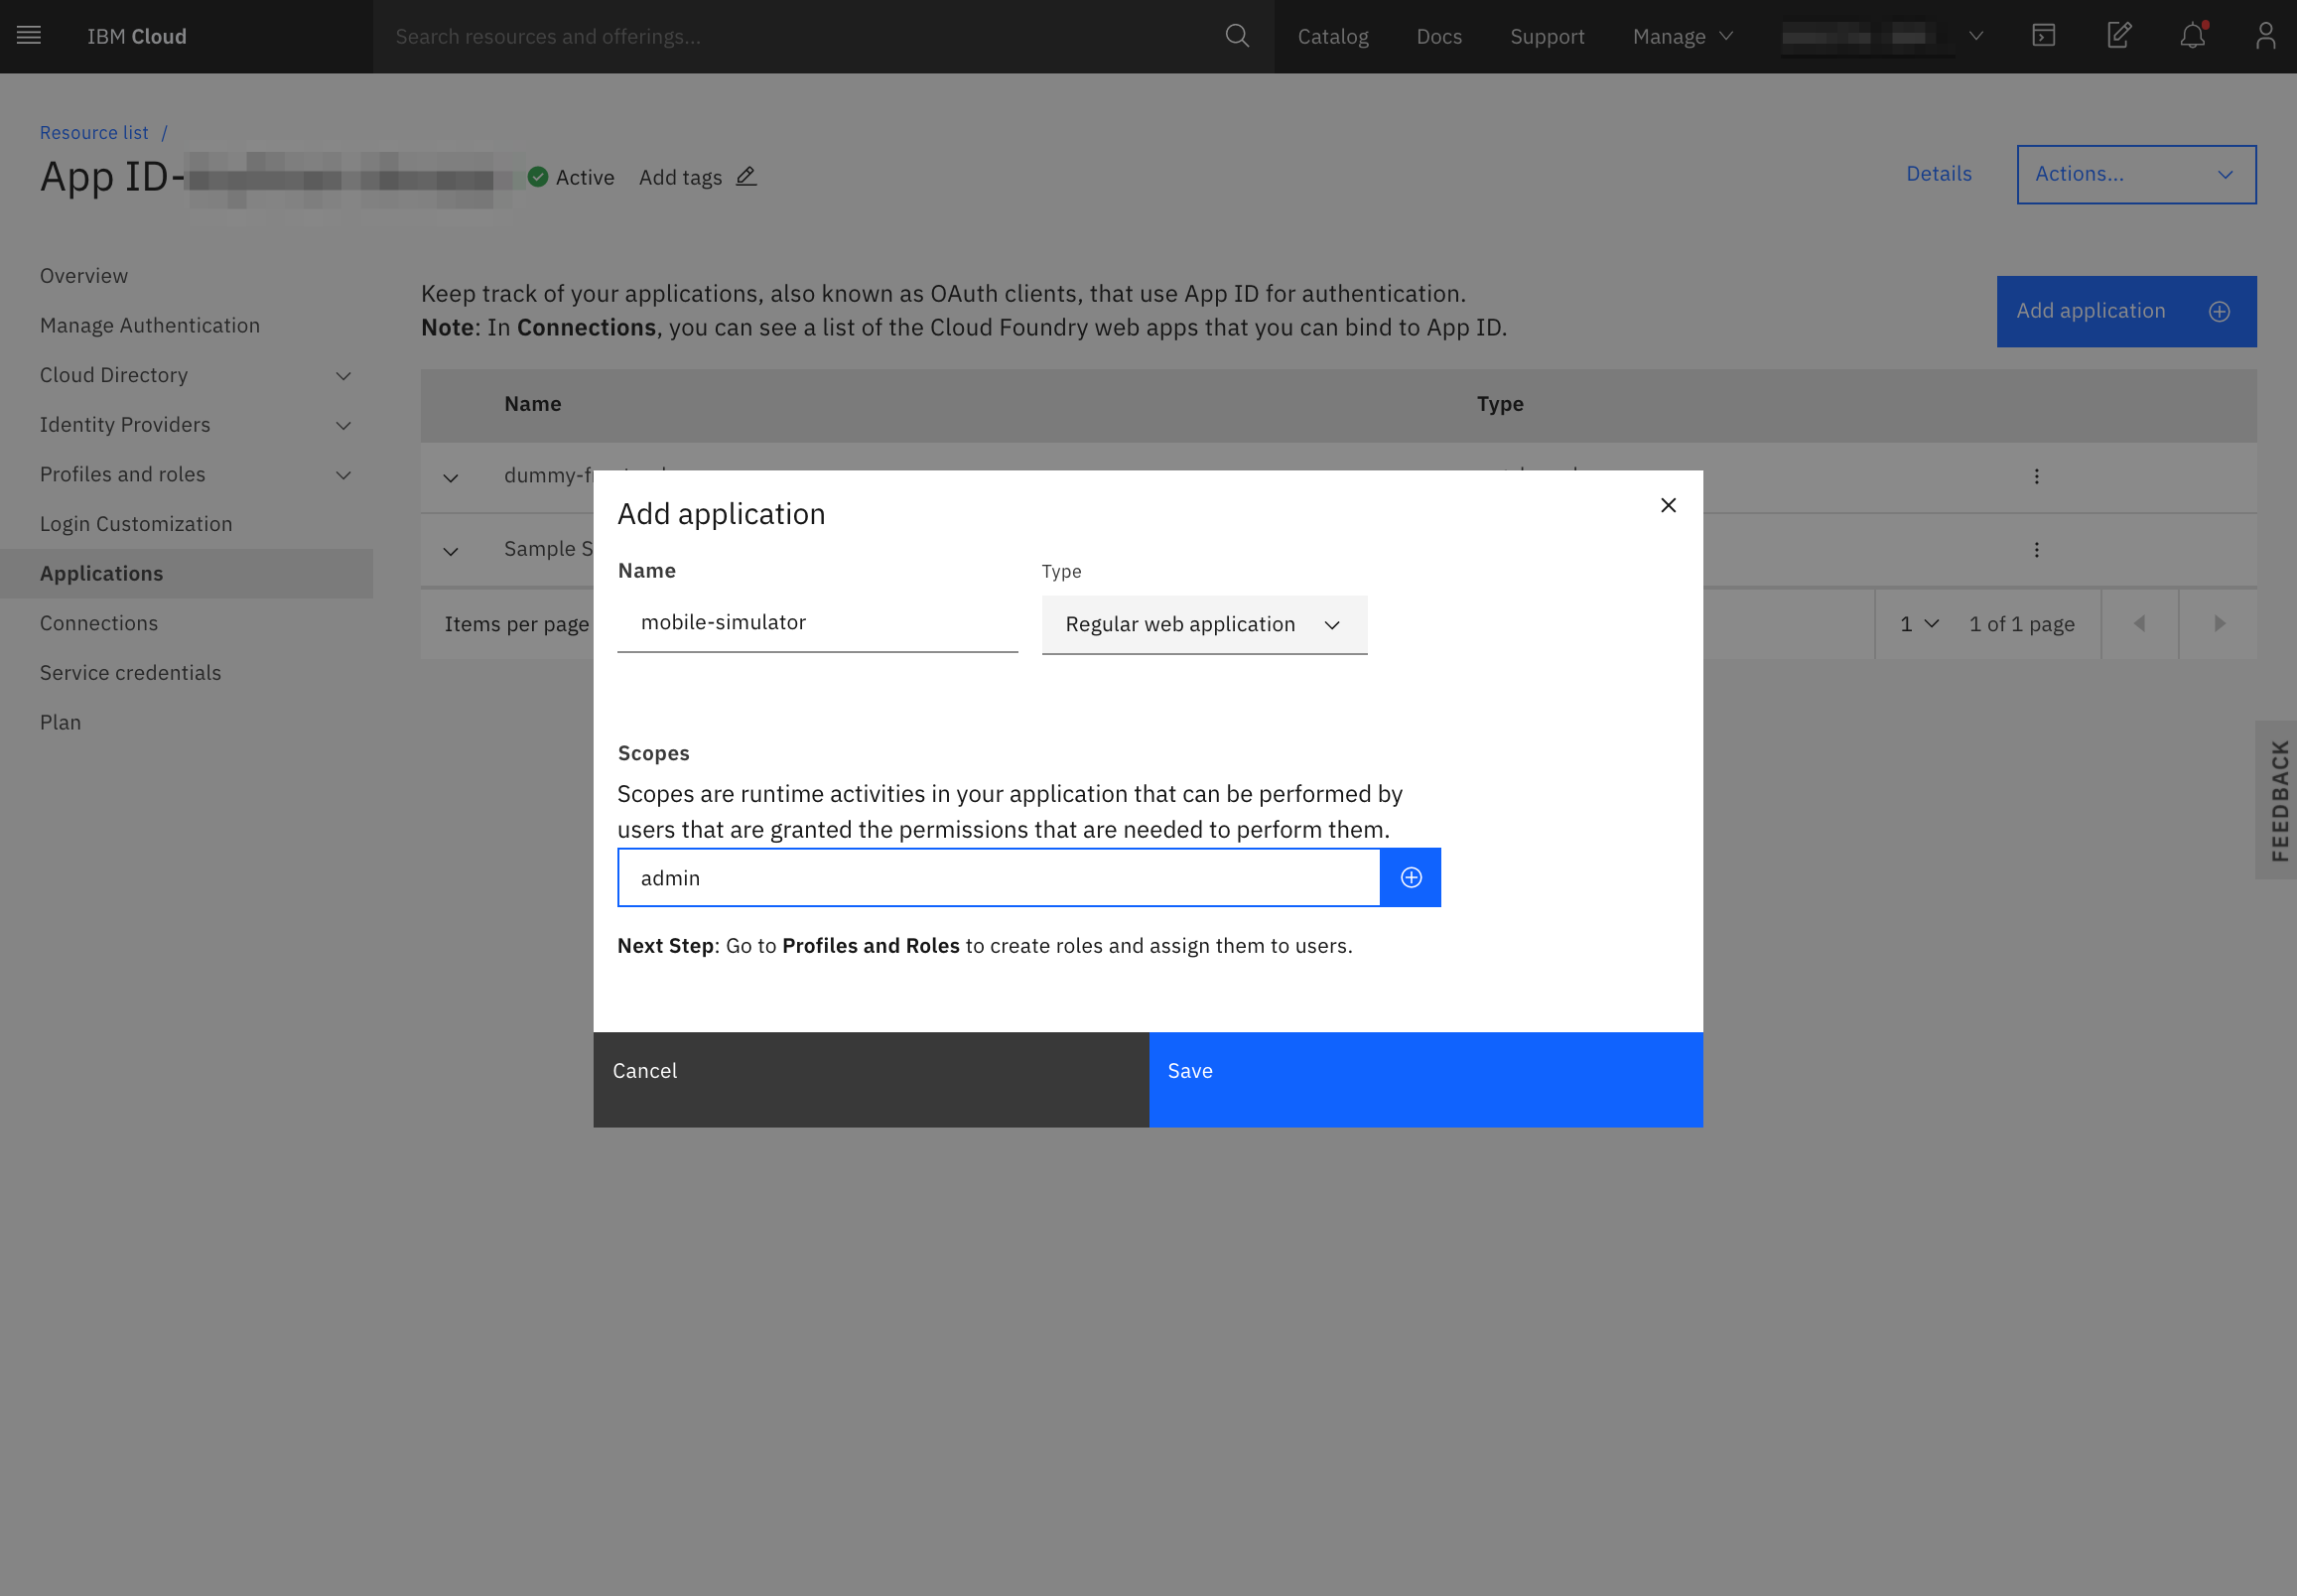 IBM Cloud
Search resources and offerings...
Catalog
Docs
Support
Manage
Resource list /
App ID-
Active
Add tags
Details
Actions...
Overview
Manage Authentication
Cloud Directory
Identity Providers
Profiles and roles
Login Customization
Applications
Connections
Service credentials
Plan
Keep track of your applications, also known as OAuth clients, that use App ID for authentication.
Note: In Connections, you can see a list of the Cloud Foundry web apps that you can bind to App ID.
Add application
Name
Type
Sample
Items per page
1
1 of 1 page
Add application
Name
Type
mobile-simulator
Regular web application
Scopes
Scopes are runtime activities in your application that can be performed by
users that are granted the permissions that are needed to perform them.
admin
Next Step: Go to Profiles and Roles to create roles and assign them to users.
Cancel
Save
FEEDBACK